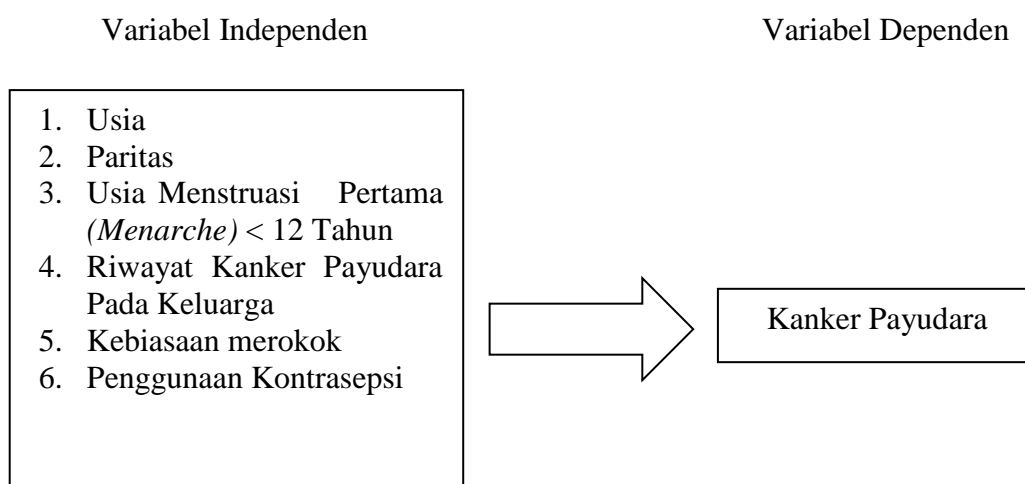 Variabel Independen
Variabel Dependen
1. Usia
2. Paritas
3. Usia Menstruasi Pertama
(Menarche) < 12 Tahun
4. Riwayat Kanker Payudara
Pada Keluarga
5. Kebiasaan merokok
6. Penggunaan Kontrasepsi
Kanker Payudara